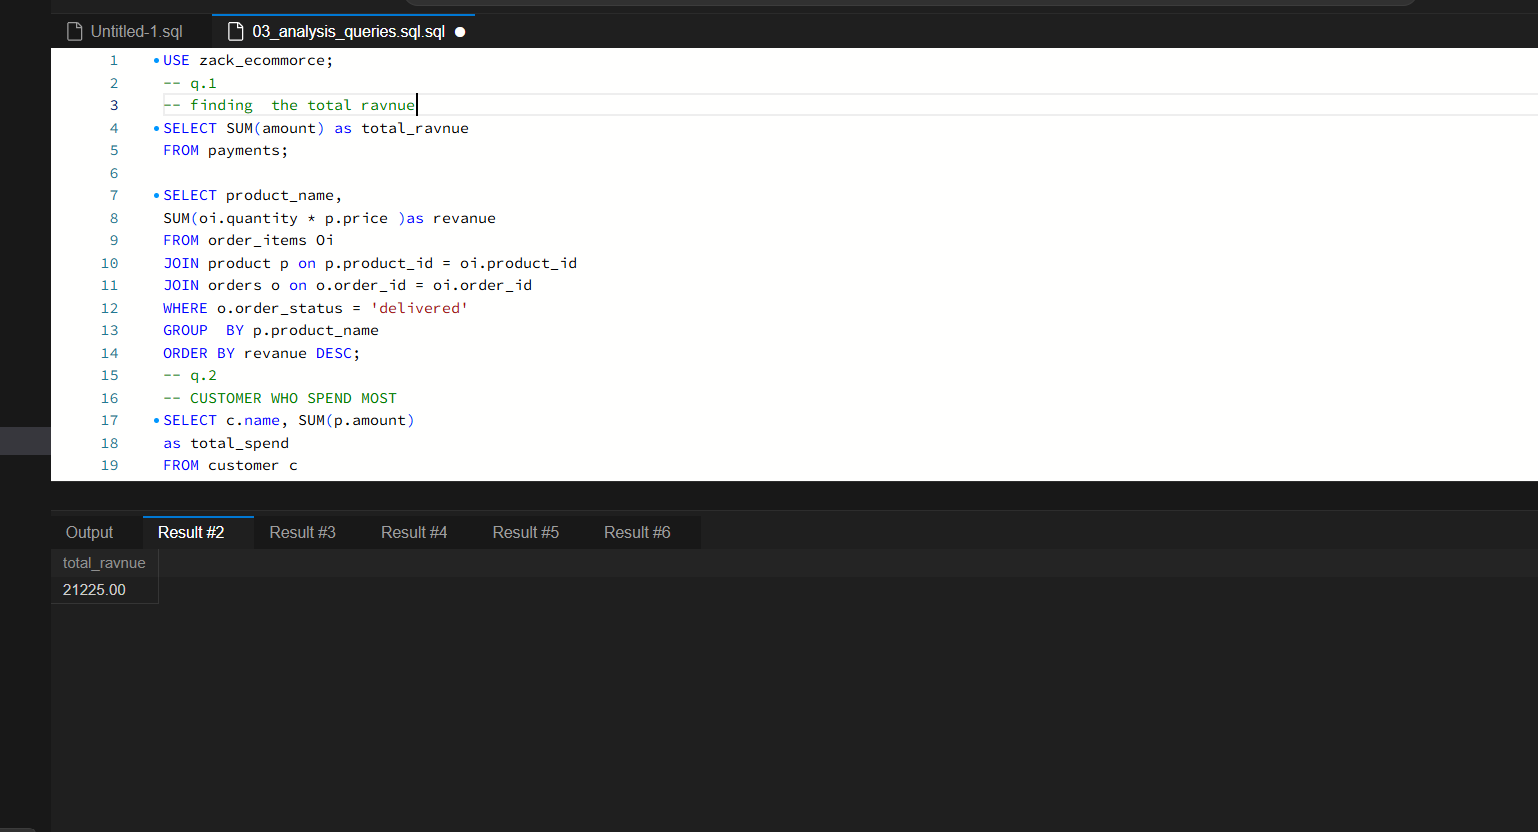 Untitled-1.sql 03_analysis_queries.sql.sql
1 USE zack_ecommorce;
2 -- q.1
3 -- finding  the total ravnue
4 SELECT SUM(amount) as total_ravnue
5 FROM payments;
6
7 SELECT product_name,
8 SUM(oi.quantity * p.price )as revanue
9 FROM order_items Oi
10 JOIN product p on p.product_id = oi.product_id
11 JOIN orders o on o.order_id = oi.order_id
12 WHERE o.order_status = 'delivered'
13 GROUP  BY p.product_name
14 ORDER BY revanue DESC;
15 -- q.2
16 -- CUSTOMER WHO SPEND MOST
17 SELECT c.name, SUM(p.amount)
18 as total_spend
19 FROM customer c
Output Result #2 Result #3 Result #4 Result #5 Result #6
total_ravnue
21225.00